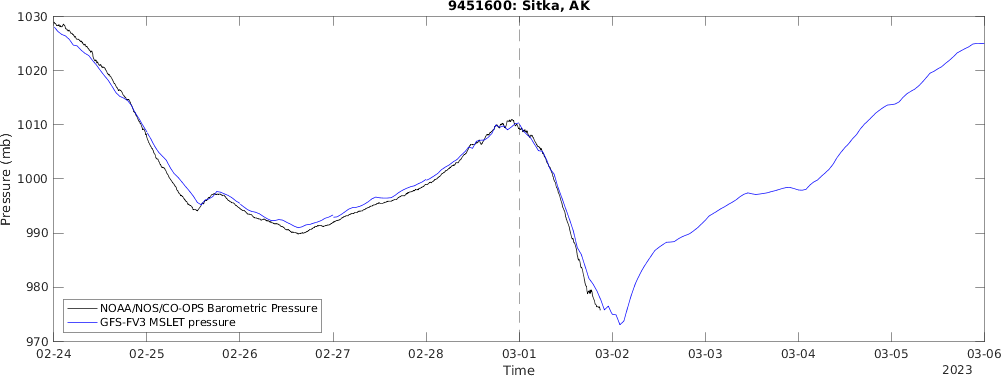 9451600: Sitka, AK
Pressure (mb)
1030
1020
1010
1000
990
980
970
NOAA/NOS/CO-OPS Barometric Pressure
GFS-FV3 MSLET pressure
02-24 02-25 02-26 02-27 02-28 03-01 03-02 03-03 03-04 03-05 03-06
Time
2023